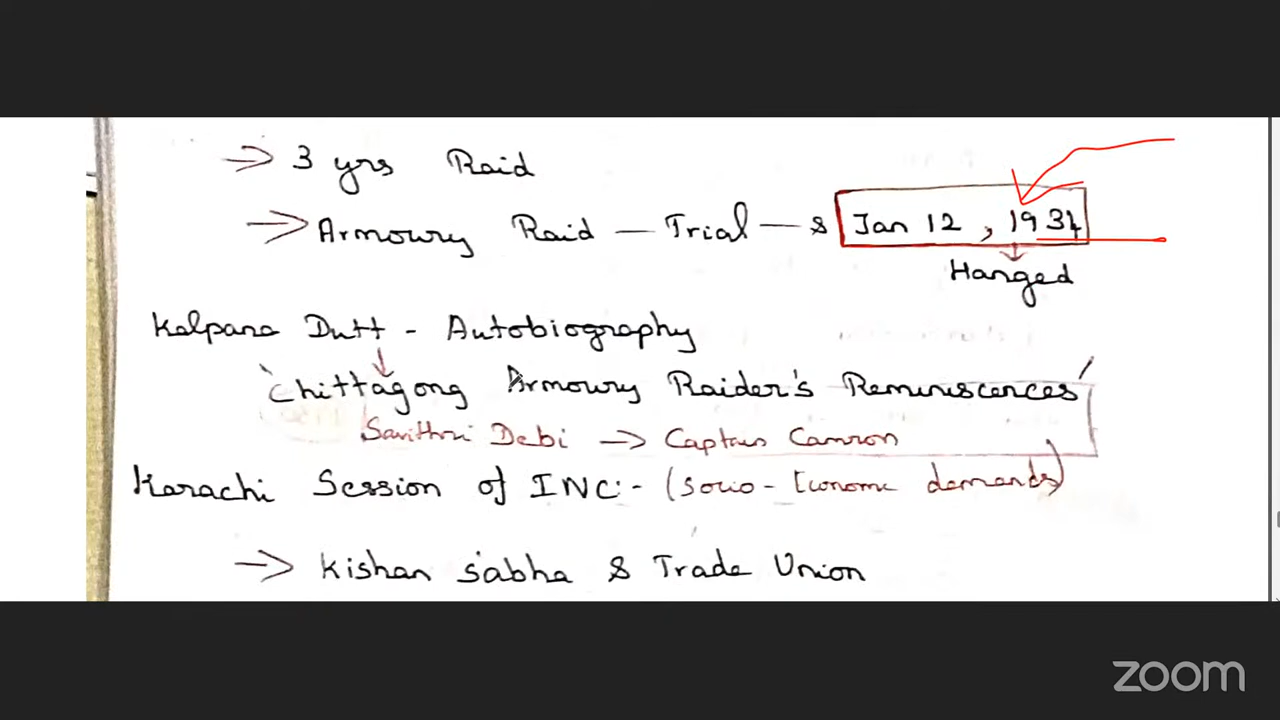 → 3 yrs Raid
→ Armoury Raid - Trial - & Jan 12, 1934
Hanged
Kalpana Dutt - Autobiography
'Chittagong Armoury Raider's Reminiscences'
Savithri Debi → Captain Camron
Karachi Session of INC:- (Socio-Economic demands)
→ Kishan Sabha & Trade Union
zoom